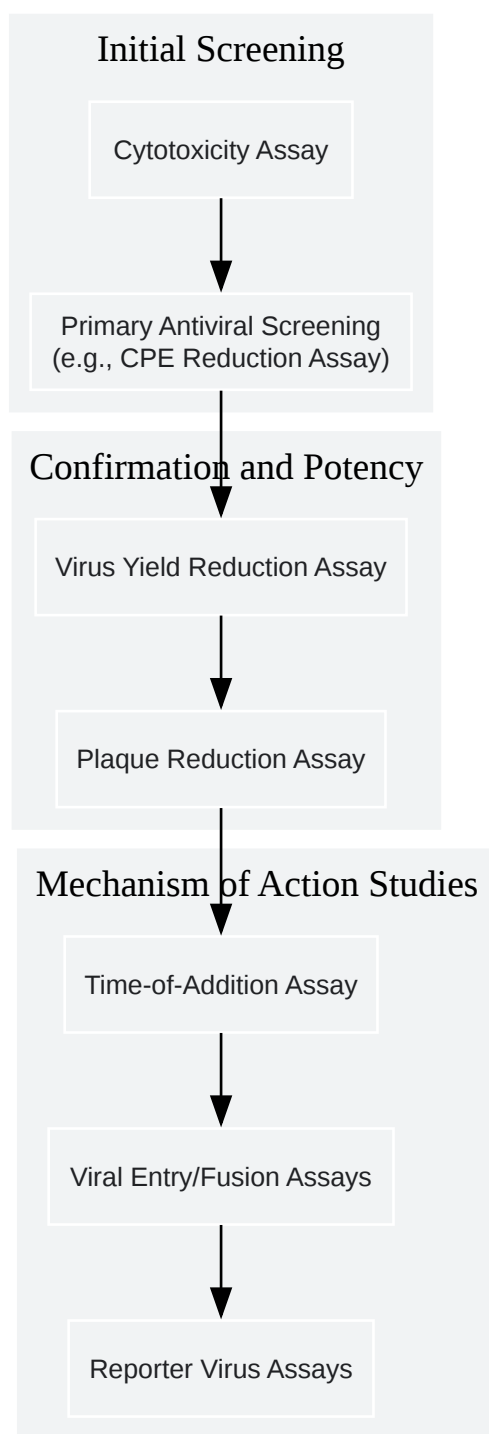 Initial Screening
Cytotoxicity Assay
Primary Antiviral Screening
(e.g., CPE Reduction Assay)
Confirmation and Potency
Virus Yield Reduction Assay
Plaque Reduction Assay
Mechanism of Action Studies
Time-of-Addition Assay
Viral Entry/Fusion Assays
Reporter Virus Assays